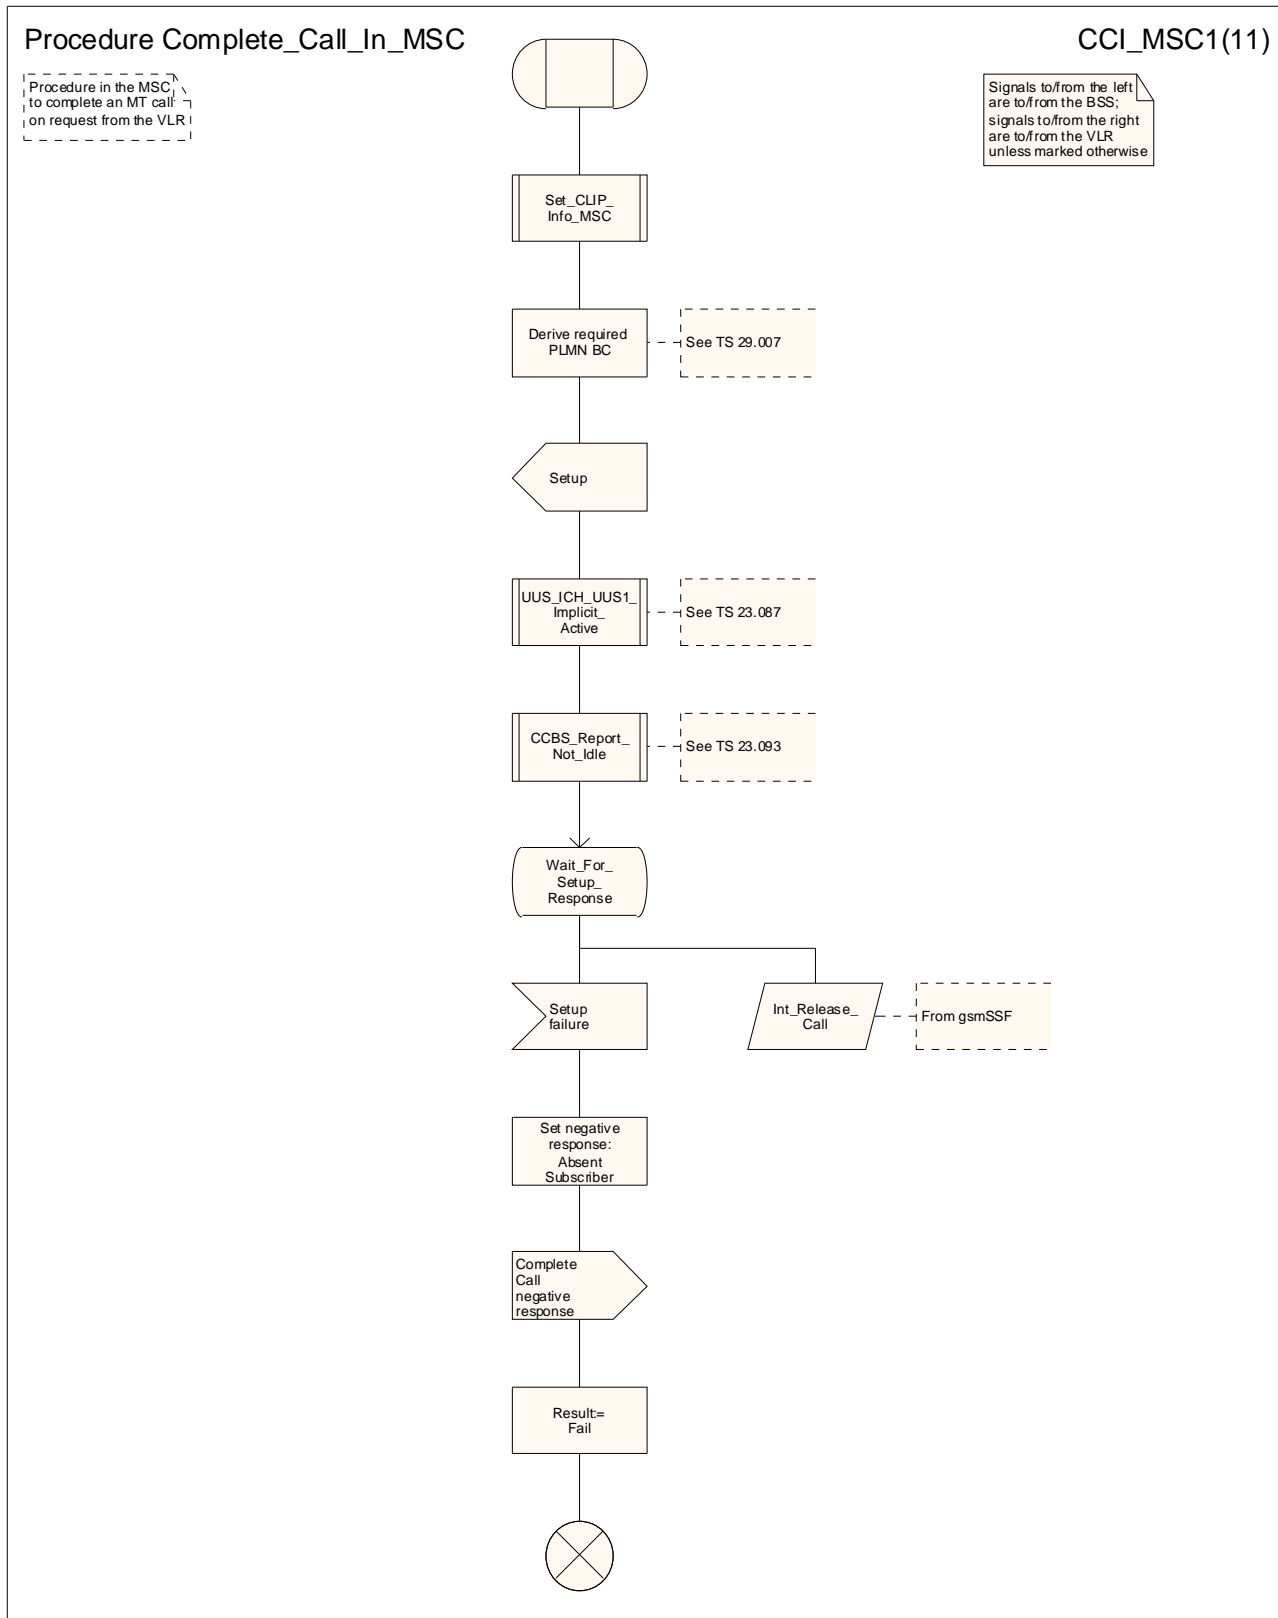 Procedure Complete_Call_In_MSC
CCI_MSC1(11)
Procedure in the MSC
to complete an MT call
on request from the VLR
Signals to/from the left
are to/from the BSS;
signals to/from the right
are to/from the VLR
unless marked otherwise
Set_CLIP_
Info_MSC
Derive required
PLMN BC
See TS 29.007
Setup
UUS_ICH_UUS1_
Implicit_
Active
See TS 23.087
CCBS_Report_
Not_Idle
See TS 23.093
Wait_For_
Setup_
Response
Setup
failure
Int_Release_
Call
From gsmSSF
Set negative
response:
Absent
Subscriber
Complete
Call
negative
response
Result:=
Fail